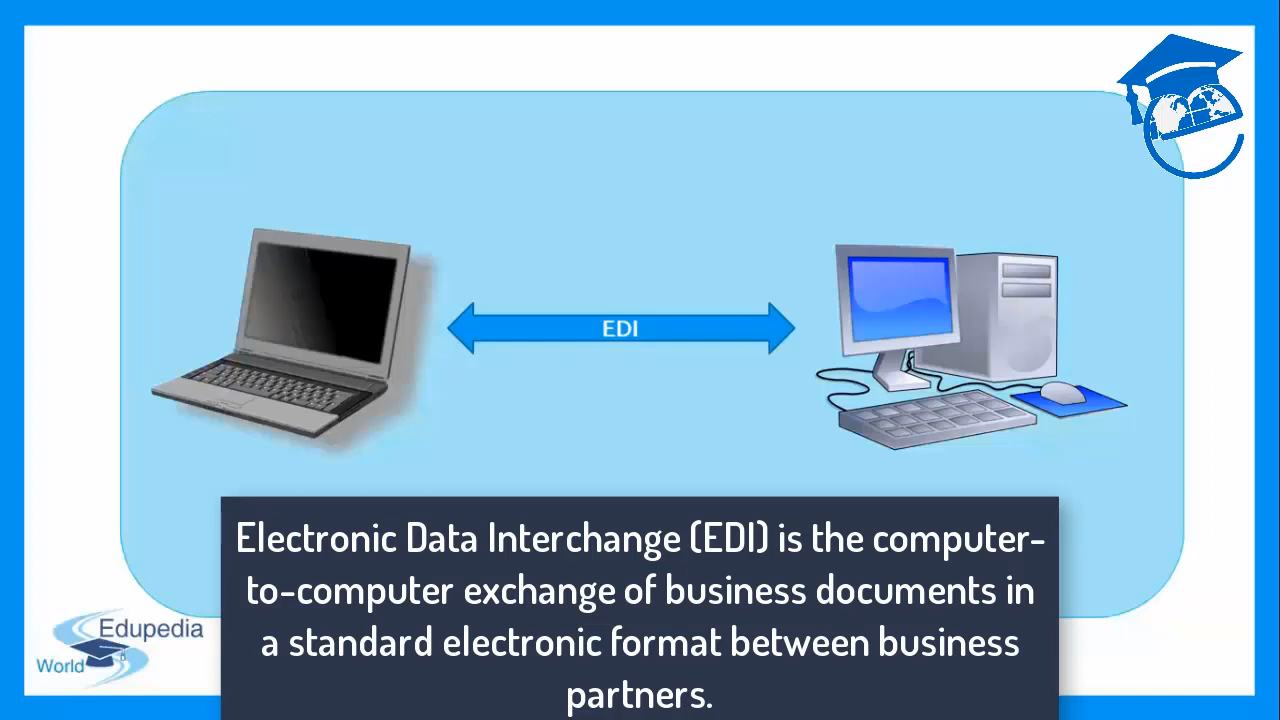 EDI
Electronic Data Interchange (EDI) is the computer-
to-computer exchange of business documents in
a standard electronic format between business
partners.
Edupedia
World